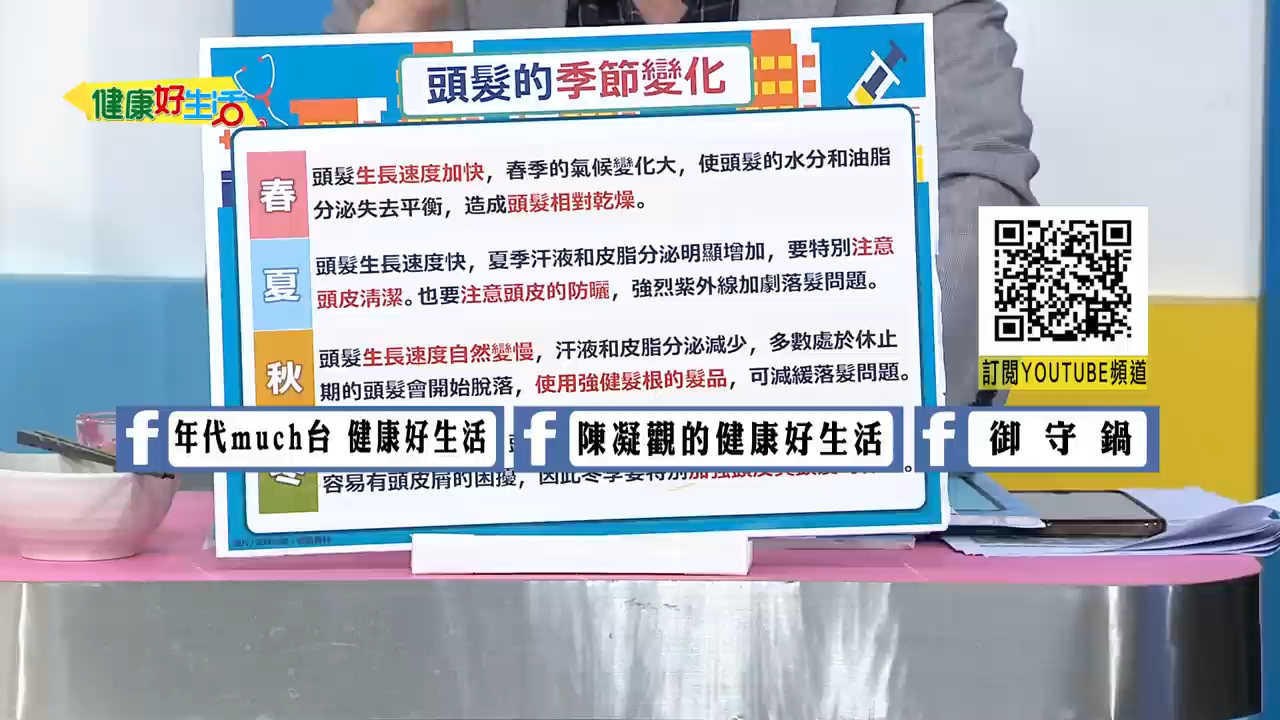 健康好生活
頭髮的季節變化
春
頭髮生長速度加快，春季的氣候變化大，使頭髮的水分和油脂
分泌失去平衡，造成頭髮相對乾燥。
夏
頭髮生長速度快，夏季汗液和皮脂分泌明顯增加，要特別注意
頭皮清潔。也要注意頭皮的防曬，強烈紫外線加劇落髮問題。
秋
頭髮生長速度自然變慢，汗液和皮脂分泌減少，多數處於休止
期的頭髮會開始脫落，使用強健髮根的髮品，可減緩落髮問題。
容易有頭皮屑的困擾，因此冬季要特別
訂閱YOUTUBE頻道
年代much台 健康好生活
陳凝觀的健康好生活
御守鍋